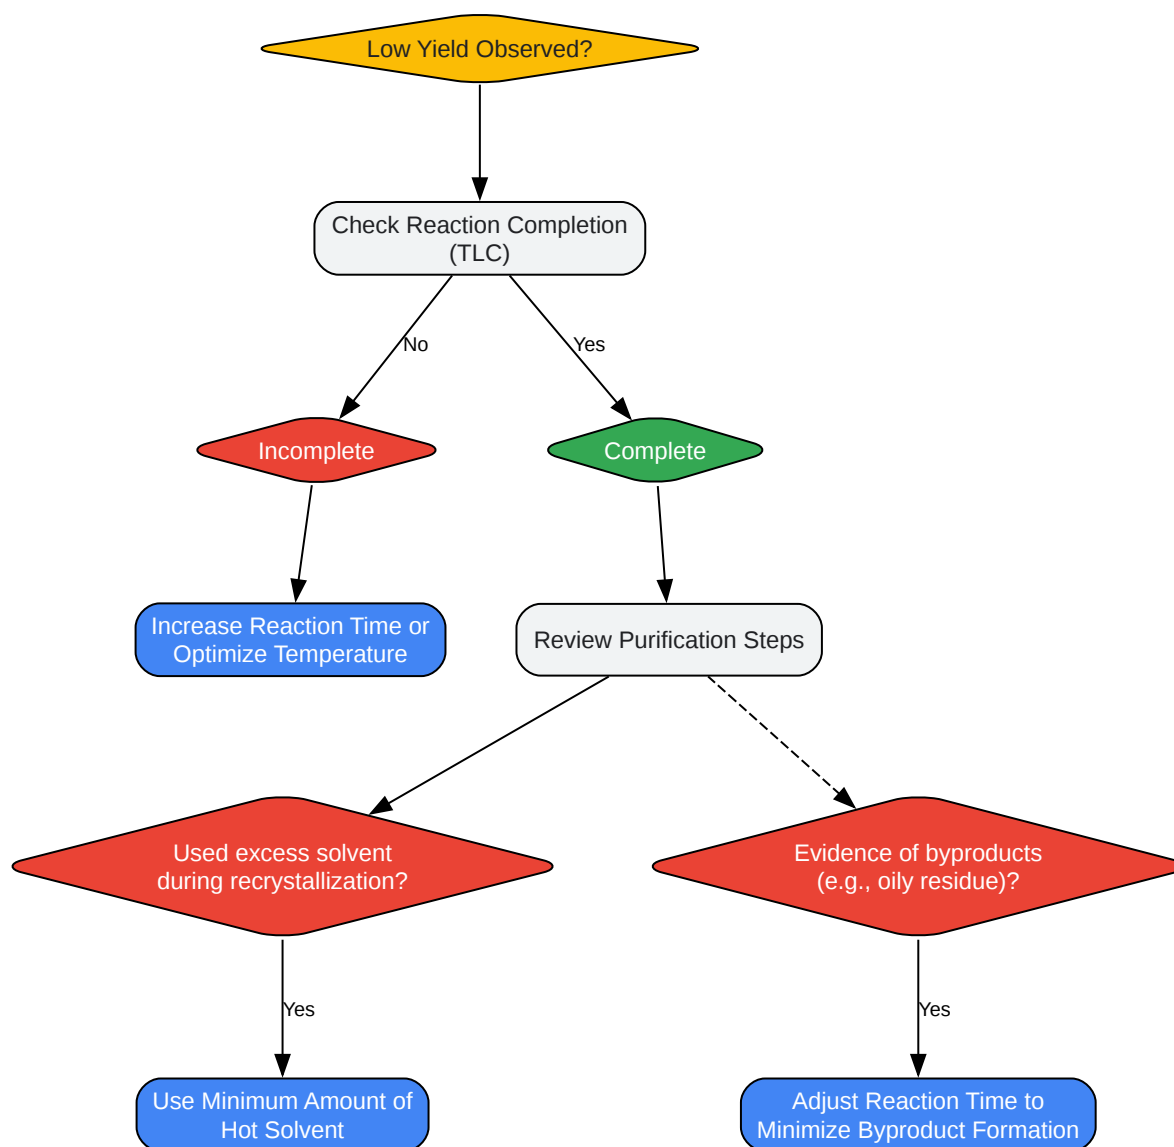 Low Yield Observed?
Check Reaction Completion
(TLC)
No
Yes
Incomplete
Complete
Increase Reaction Time or
Optimize Temperature
Review Purification Steps
Used excess solvent
during recrystallization?
Evidence of byproducts
(e.g., oily residue)?
Yes
Yes
Use Minimum Amount of
Hot Solvent
Adjust Reaction Time to
Minimize Byproduct Formation